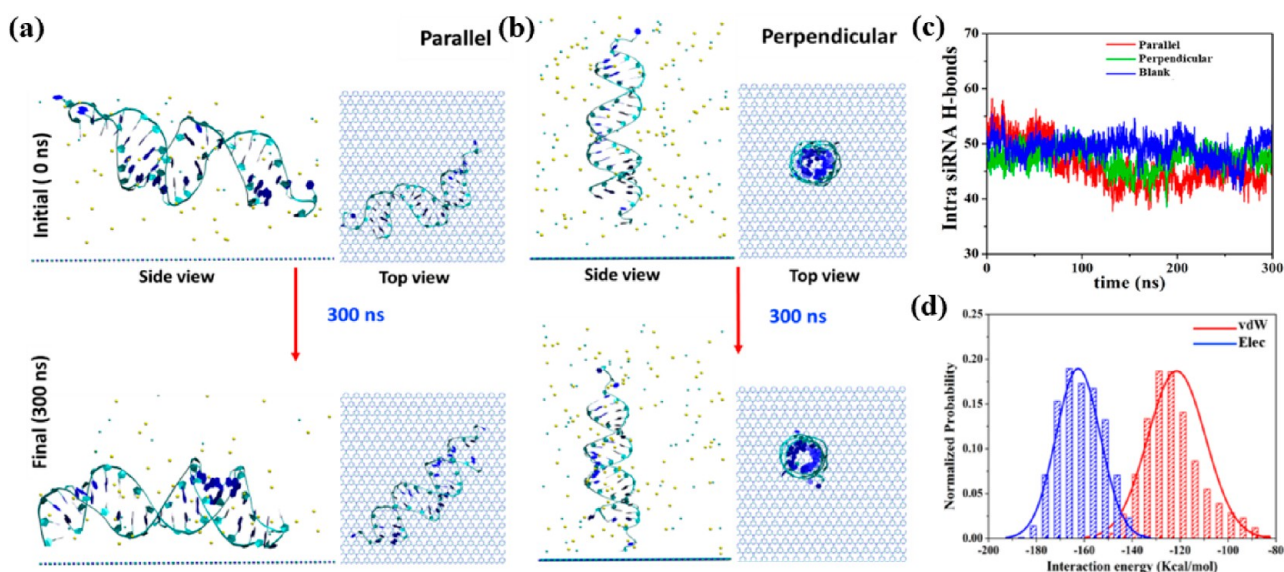 (a)
Parallel
Initial ( 0 ns)
Side view
Top view
300 ns
Final (300 ns)
(b)
Perpendicular
Side view
Top view
300 ns
(c)
Parallel
Perpendicular
Blank
Intra siRNA H-bonds
70
60
50
40
30
0
100
200
300
time (ns)
(d)
vdW
Elec
Normalized Probability
0.25
0.20
0.15
0.10
0.05
0.00
-200
-180
-160
-140
-120
-100
-80
Interaction energy (Kcal/mol)